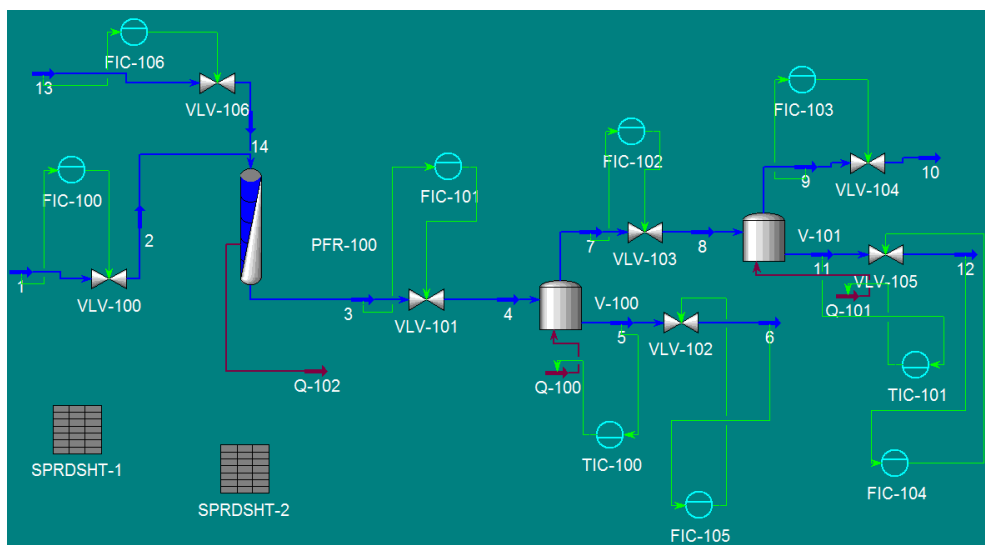 FIC-106
13
VLV-106
14
FIC-100
FIC-101
FIC-102
FIC-103
9
VLV-104
10
1
VLV-100
2
PFR-100
3
VLV-101
4
7
VLV-103
8
V-101
11
VLV-105
12
Q-101
V-100
5
VLV-102
6
Q-100
Q-102
TIC-100
TIC-101
FIC-104
FIC-105
SPRDSHT-1
SPRDSHT-2